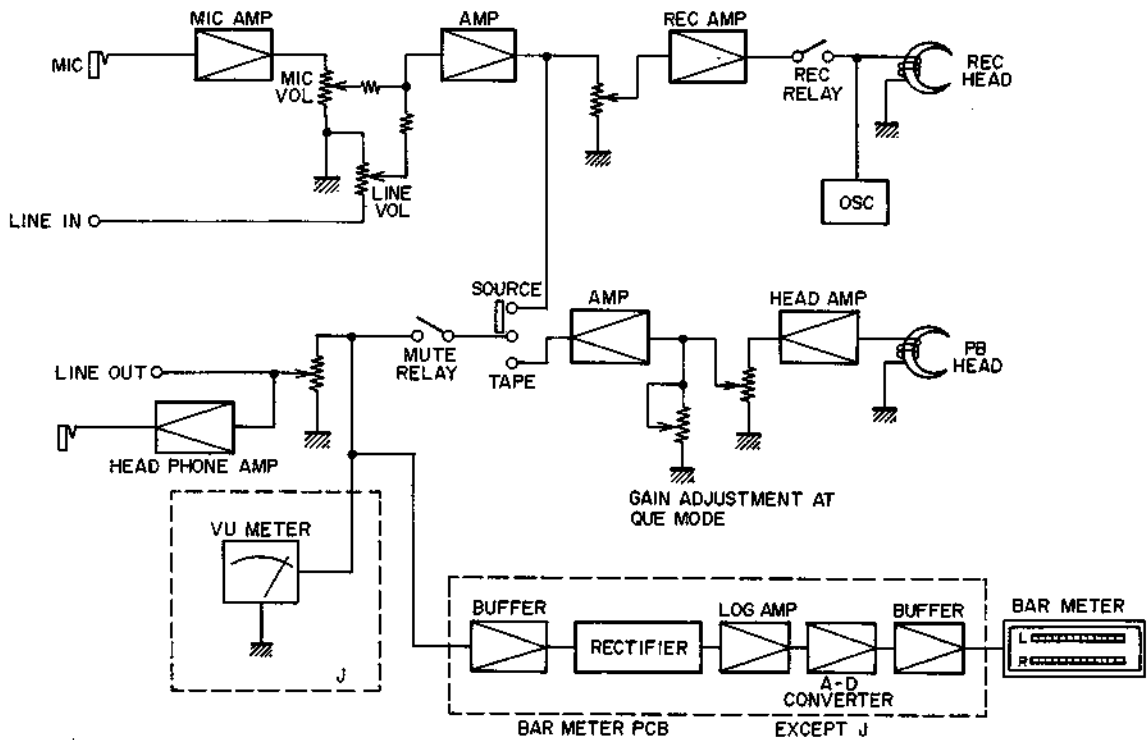 MIC AMP
AMP
REC AMP
MIC
MIC
VOL
REC
RELAY
REC
HEAD
LINE
VOL
LINE IN
OSC
SOURCE
AMP
HEAD AMP
MUTE
RELAY
TAPE
PB
HEAD
LINE OUT
HEAD PHONE AMP
GAIN ADJUSTMENT AT
QUE MODE
VU METER
J
BUFFER
RECTIFIER
LOG AMP
A-D
CONVERTER
BUFFER
BAR METER
L
R
BAR METER PCB
EXCEPT J